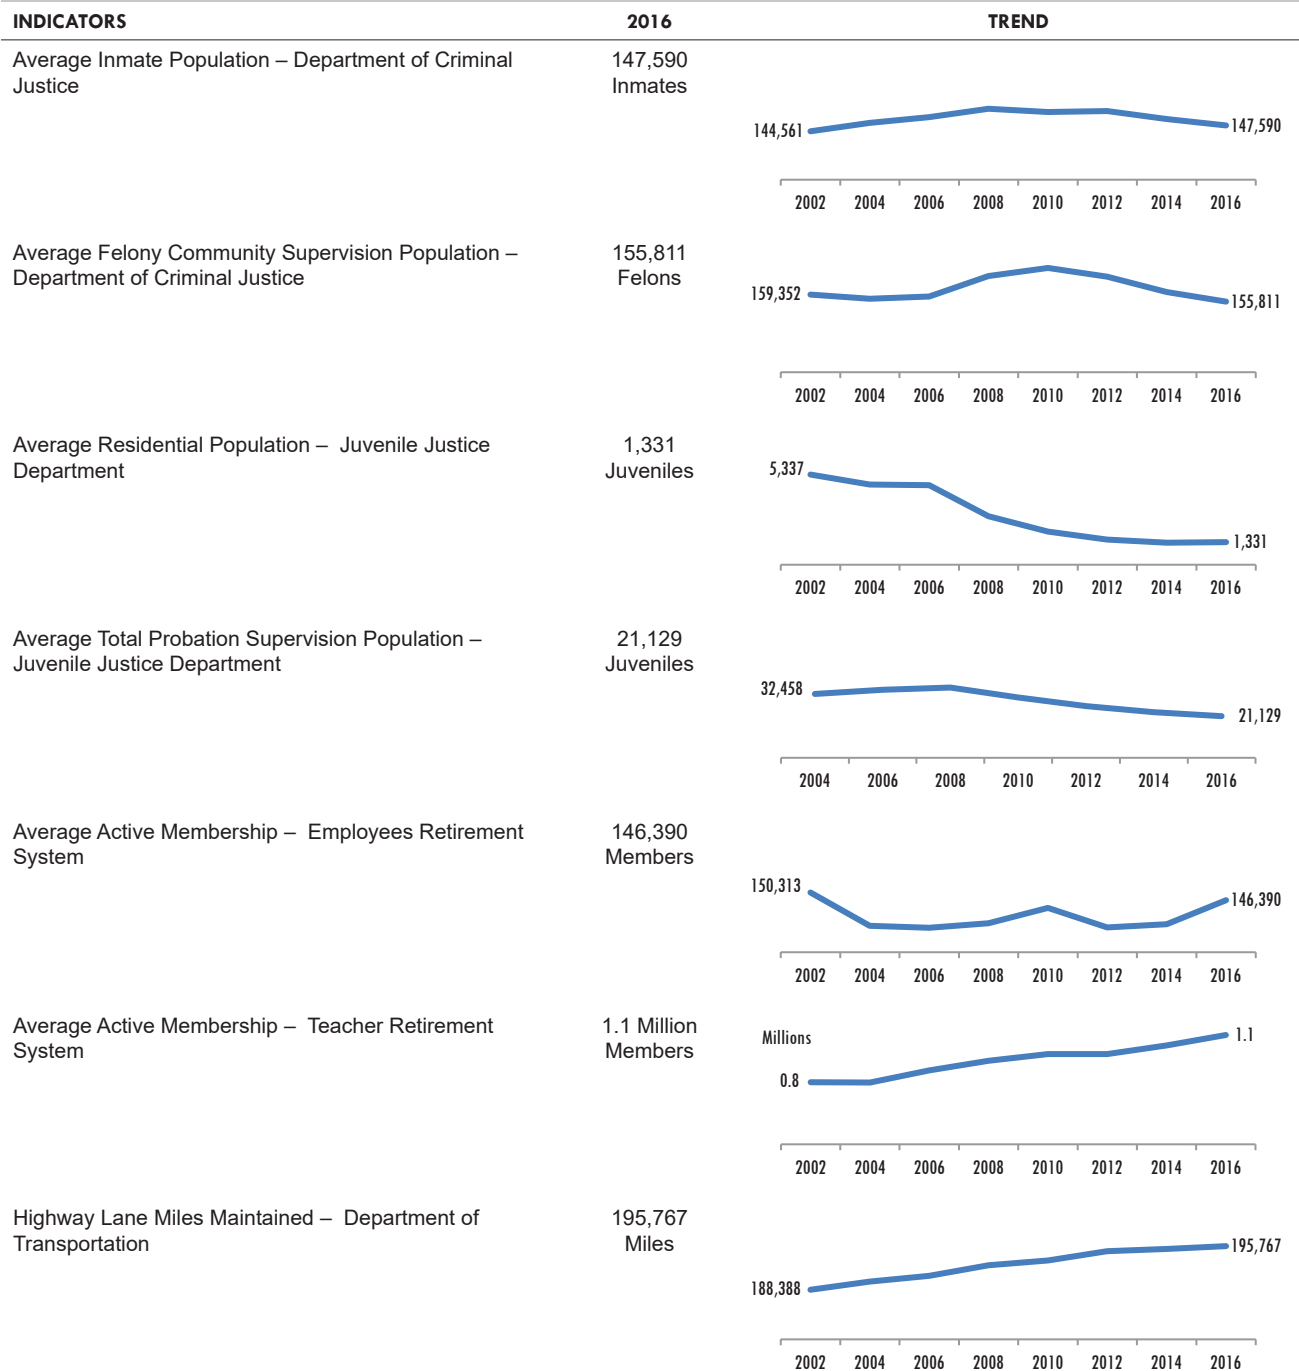 INDICATORS 2016 TREND
Average Inmate Population – Department of Criminal 147,590
Justice Inmates
144,561 147,590
2002 2004 2006 2008 2010 2012 2014 2016
Average Felony Community Supervision Population – 155,811
Department of Criminal Justice Felons
159,352 155,811
2002 2004 2006 2008 2010 2012 2014 2016
Average Residential Population – Juvenile Justice 1,331
Department Juveniles
5,337 1,331
2002 2004 2006 2008 2010 2012 2014 2016
Average Total Probation Supervision Population – 21,129
Juvenile Justice Department Juveniles
32,458 21,129
2004 2006 2008 2010 2012 2014 2016
Average Active Membership – Employees Retirement 146,390
System Members
150,313 146,390
2002 2004 2006 2008 2010 2012 2014 2016
Average Active Membership – Teacher Retirement 1.1 Million
System Members
Millions 1.1
0.8
2002 2004 2006 2008 2010 2012 2014 2016
Highway Lane Miles Maintained – Department of 195,767
Transportation Miles
188,388 195,767
2002 2004 2006 2008 2010 2012 2014 2016